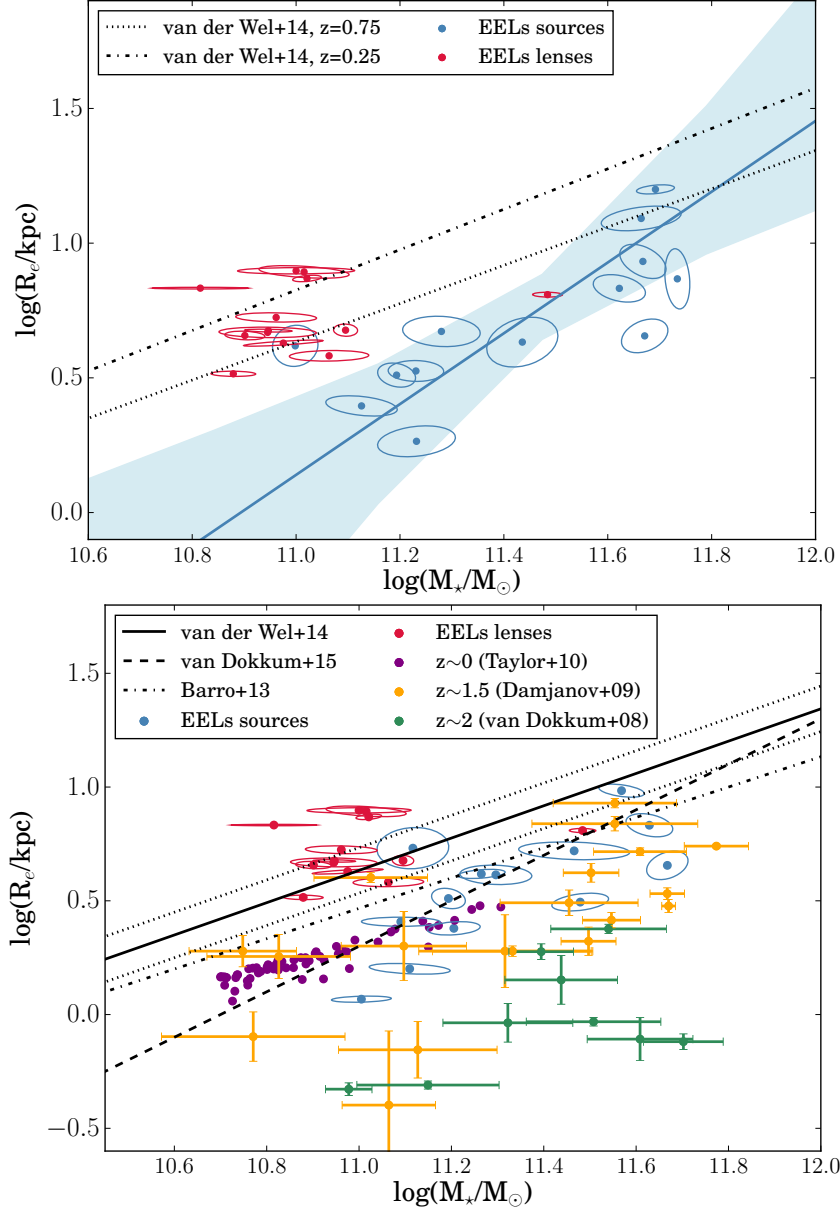 van der Wel+14, z=0.75
van der Wel+14, z=0.25
EELs sources
EELs lenses
log(R_e/kpc)
1.5
1.0
0.5
0.0
10.6 10.8 11.0 11.2 11.4 11.6 11.8 12.0
log(M⋆/M☉)
van der Wel+14
van Dokkum+15
Barro+13
EELs sources
EELs lenses
z∼0 (Taylor+10)
z∼1.5 (Damjanov+09)
z∼2 (van Dokkum+08)
log(R_e/kpc)
1.5
1.0
0.5
0.0
−0.5
10.6 10.8 11.0 11.2 11.4 11.6 11.8 12.0
log(M⋆/M☉)